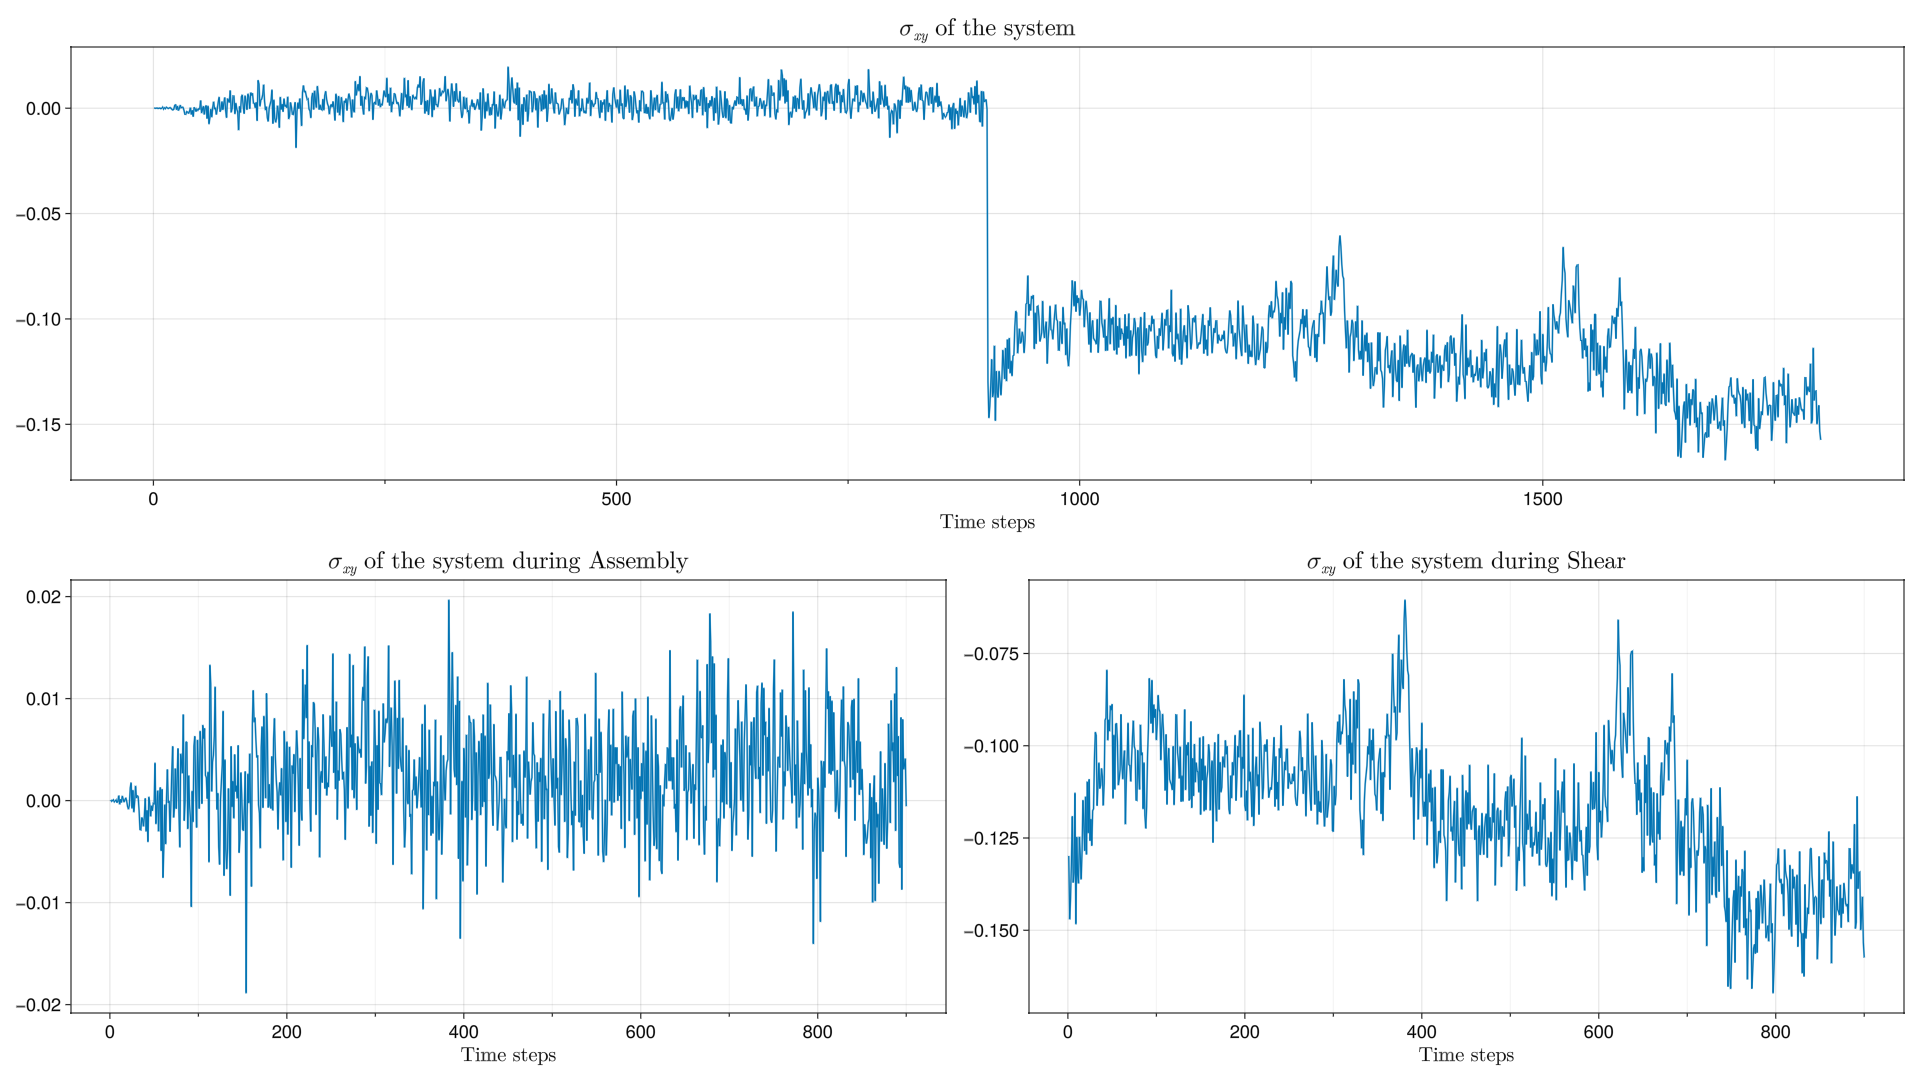 σxy of the system
0.00
−0.05
−0.10
−0.15
0 500 1000 1500
Time steps
σxy of the system during Assembly
0.02
0.01
0.00
−0.01
−0.02
0 200 400 600 800
Time steps
σxy of the system during Shear
−0.075
−0.100
−0.125
−0.150
0 200 400 600 800
Time steps